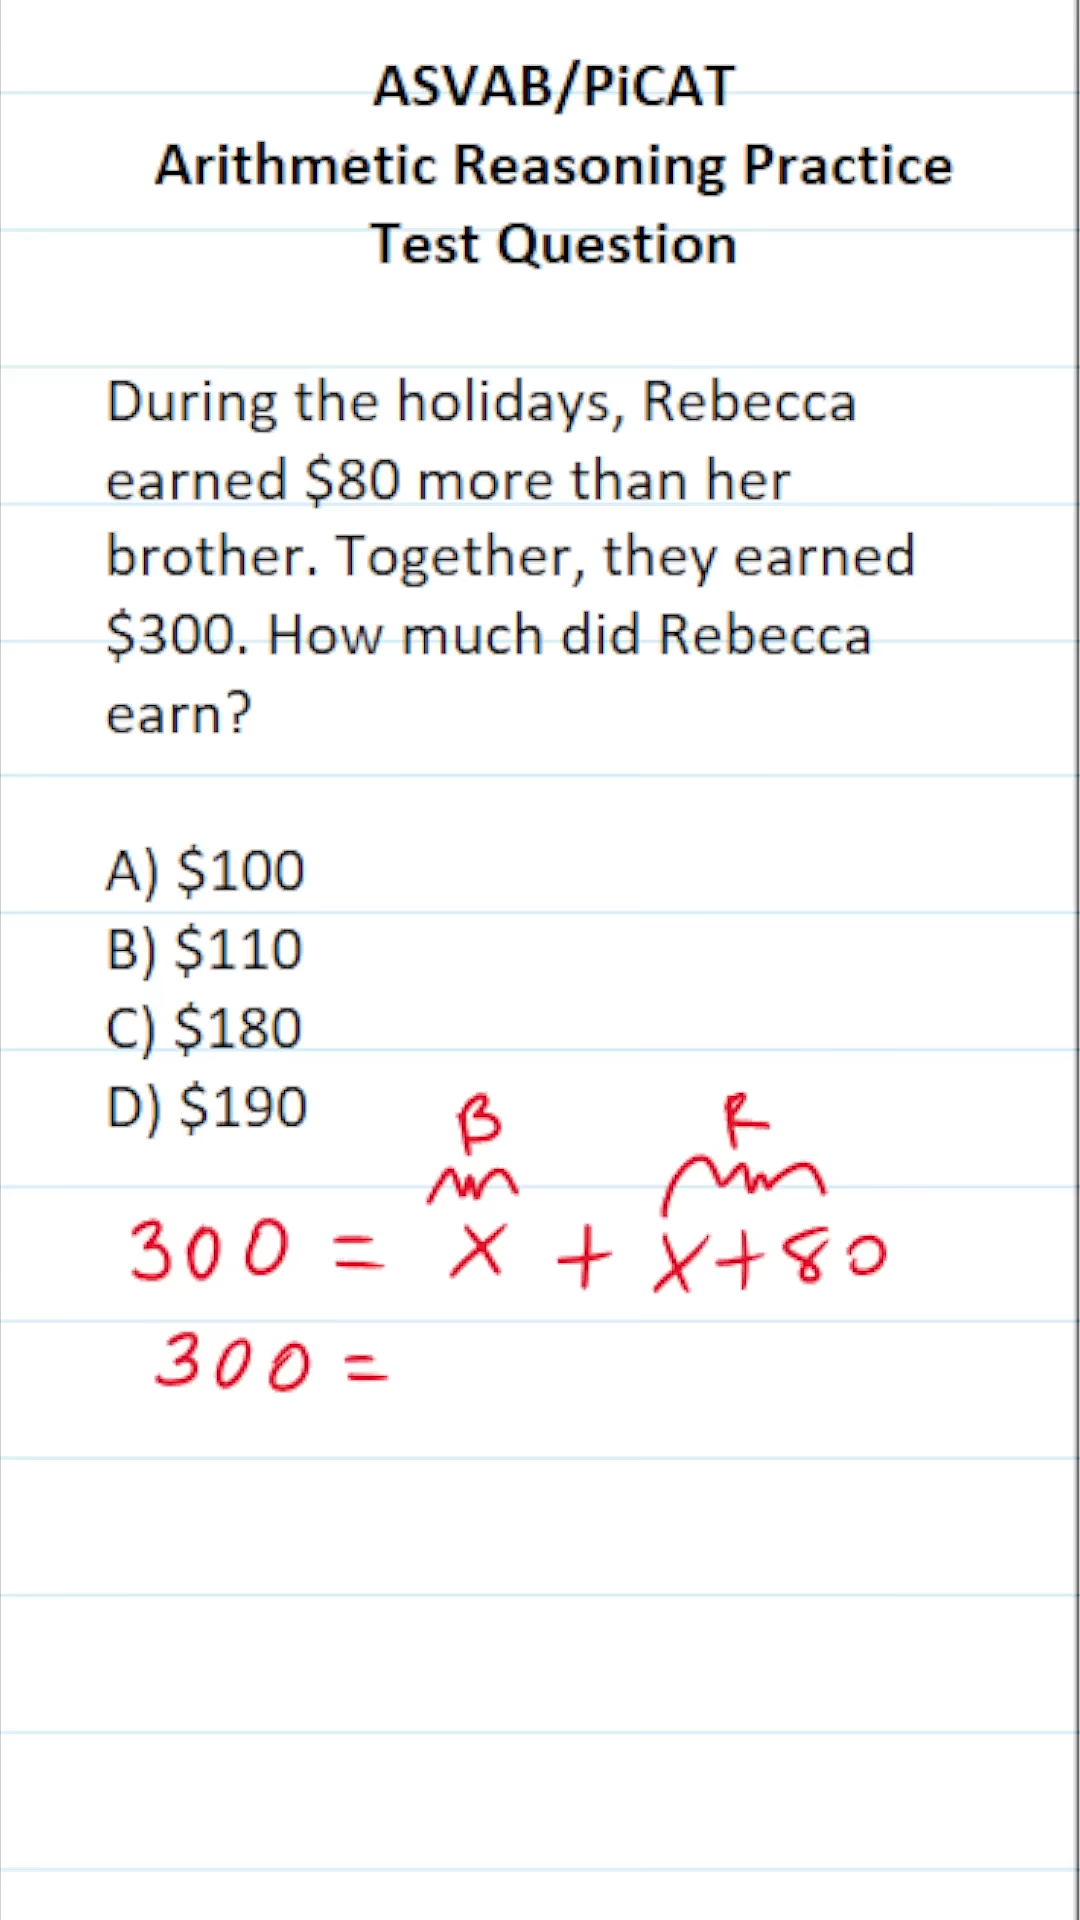 ASVAB/PiCAT
Arithmetic Reasoning Practice
Test Question
During the holidays, Rebecca
earned $80 more than her
brother. Together, they earned
$300. How much did Rebecca
earn?
A) $100
B) $110
C) $180
D) $190
B R
300 = x + x+80
300 =